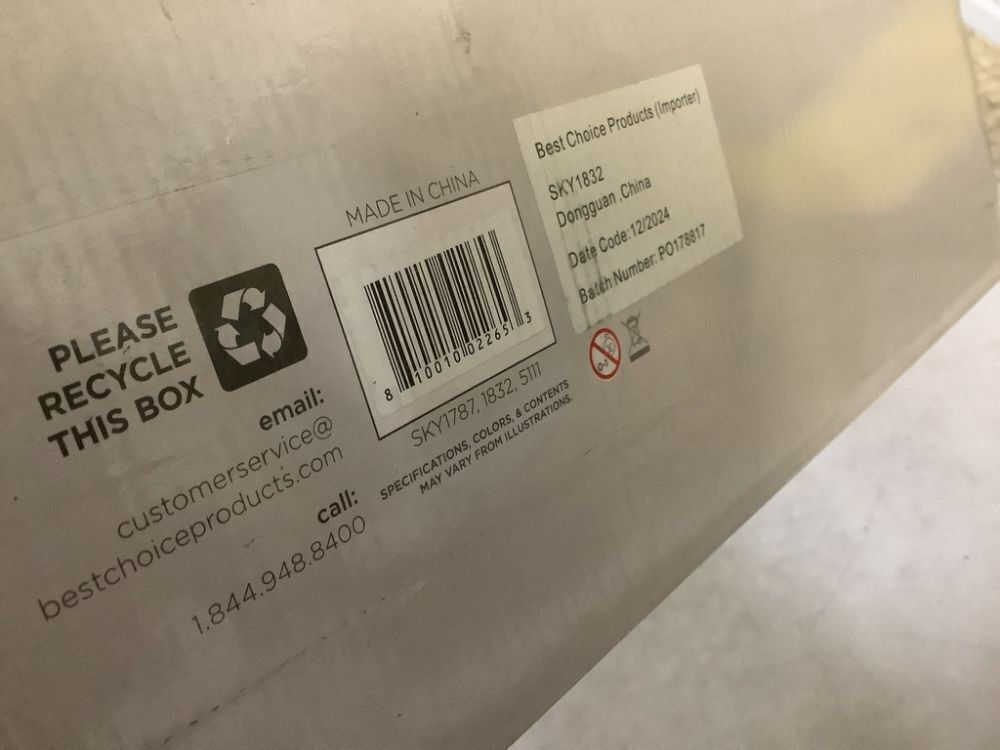 PLEASE
RECYCLE
THIS BOX
email:
customerservice@
bestchoiceproducts.com
call:
1.844.948.8400
MADE IN CHINA
8 10010 02265 3
SKY1787, 1832, 5111
SPECIFICATIONS, COLORS, & CONTENTS
MAY VARY FROM ILLUSTRATIONS.
Best Choice Products (Importer)
SKY1832
Dongguan ,China
Date Code:12/2024
Batch Number: PO178817
0-3